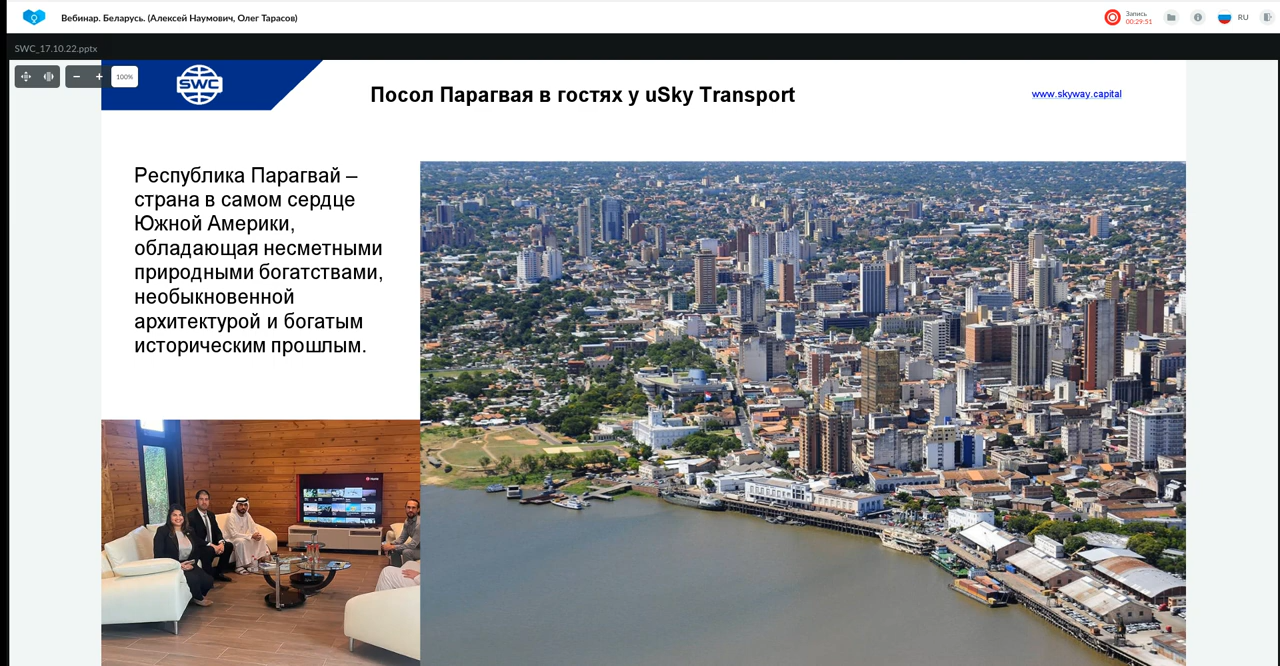 Вебинар. Беларусь. (Алексей Наумович, Олег Тарасов)
Запись
00:29:51
RU
SWC_17.10.22.pptx
100%
SWC
Посол Парагвая в гостях у uSky Transport
www.skyway.capital
Республика Парагвай –
страна в самом сердце
Южной Америки,
обладающая несметными
природными богатствами,
необыкновенной
архитектурой и богатым
историческим прошлым.